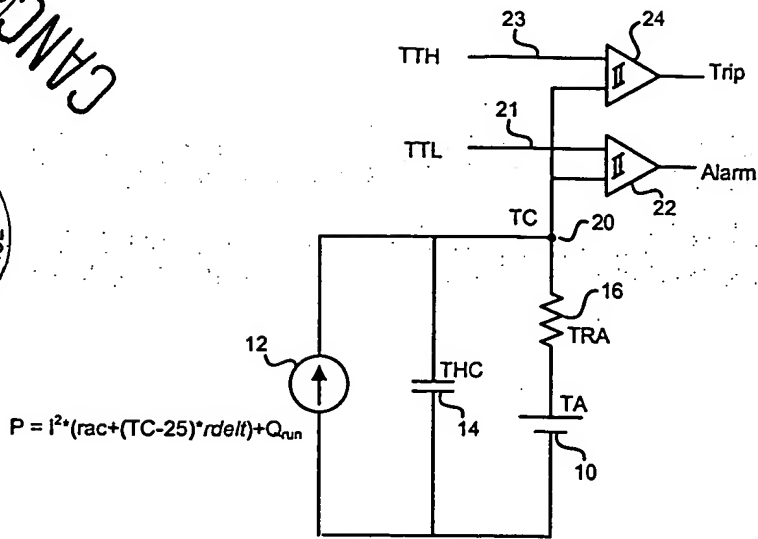 23
24
TTH
Trip
21
TTL
Alarm
22
TC
20
16
TRA
12
THC
TA
14
10
P = i²*(rac+(TC-25)*rdelt)+Qrun